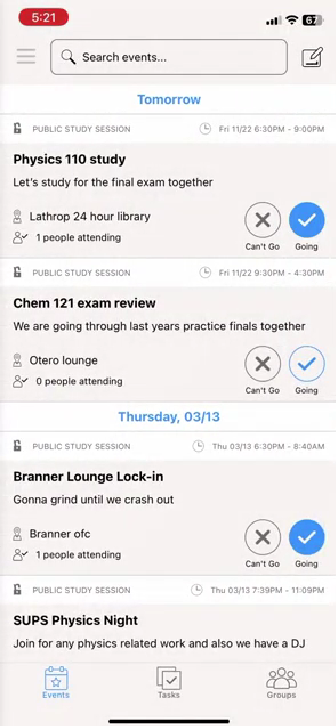 5:21
67
Search events...
Tomorrow
PUBLIC STUDY SESSION Fri 11/22 6:30PM - 9:00PM
Physics 110 study
Let's study for the final exam together
Lathrop 24 hour library
1 people attending
Can't Go Going
PUBLIC STUDY SESSION Fri 11/22 9:30PM - 4:30PM
Chem 121 exam review
We are going through last years practice finals together
Otero lounge
0 people attending
Can't Go Going
Thursday, 03/13
PUBLIC STUDY SESSION Thu 03/13 6:30PM - 8:40AM
Branner Lounge Lock-in
Gonna grind until we crash out
Branner ofc
1 people attending
Can't Go Going
PUBLIC STUDY SESSION Thu 03/13 7:39PM - 11:09PM
SUPS Physics Night
Join for any physics related work and also we have a DJ
Events Tasks Groups